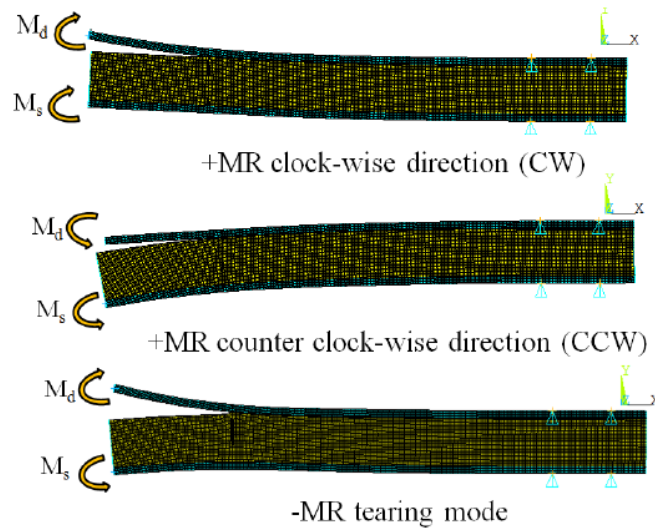 Md
Y
Z X
Ms
+MR clock-wise direction (CW)
Md
Y
Z X
Ms
+MR counter clock-wise direction (CCW)
Md
Y
Z X
Ms
-MR tearing mode